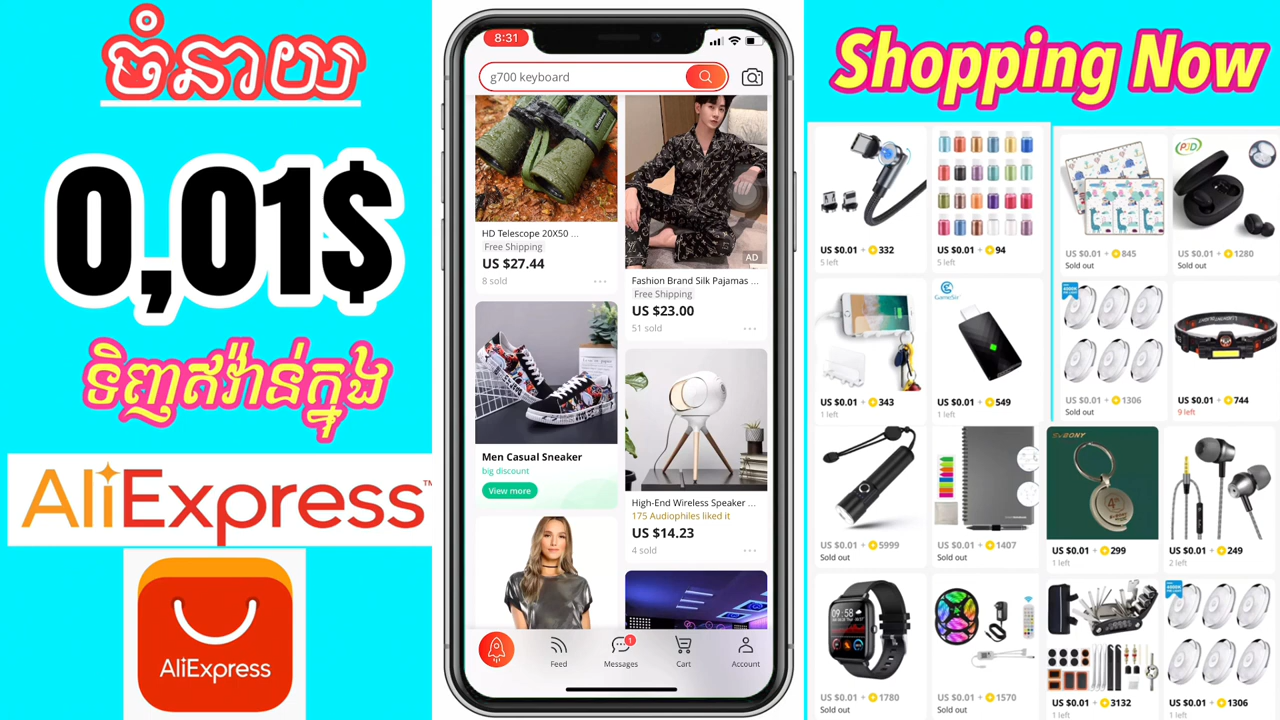 ចំនាយ
0,01$
ទិញឥវ៉ាន់ក្នុង
AliExpress™
AliExpress
8:31
g700 keyboard
HD Telescope 20X50 ...
Free Shipping
US $27.44
8 sold
Men Casual Sneaker
big discount
View more
AD
Fashion Brand Silk Pajamas ...
Free Shipping
US $23.00
51 sold
High-End Wireless Speaker ...
175 Audiophiles liked it
US $14.23
4 sold
Feed
Messages
1
Cart
Account
Shopping Now
US $0.01 + 332
5 left
US $0.01 + 94
5 left
US $0.01 + 845
Sold out
US $0.01 + 1280
Sold out
US $0.01 + 343
1 left
GameSir
US $0.01 + 549
1 left
US $0.01 + 1306
Sold out
US $0.01 + 744
9 left
US $0.01 + 5999
Sold out
US $0.01 + 1407
Sold out
US $0.01 + 299
1 left
US $0.01 + 249
2 left
09:58
US $0.01 + 1780
Sold out
US $0.01 + 1570
Sold out
US $0.01 + 3132
1 left
US $0.01 + 1306
1 left